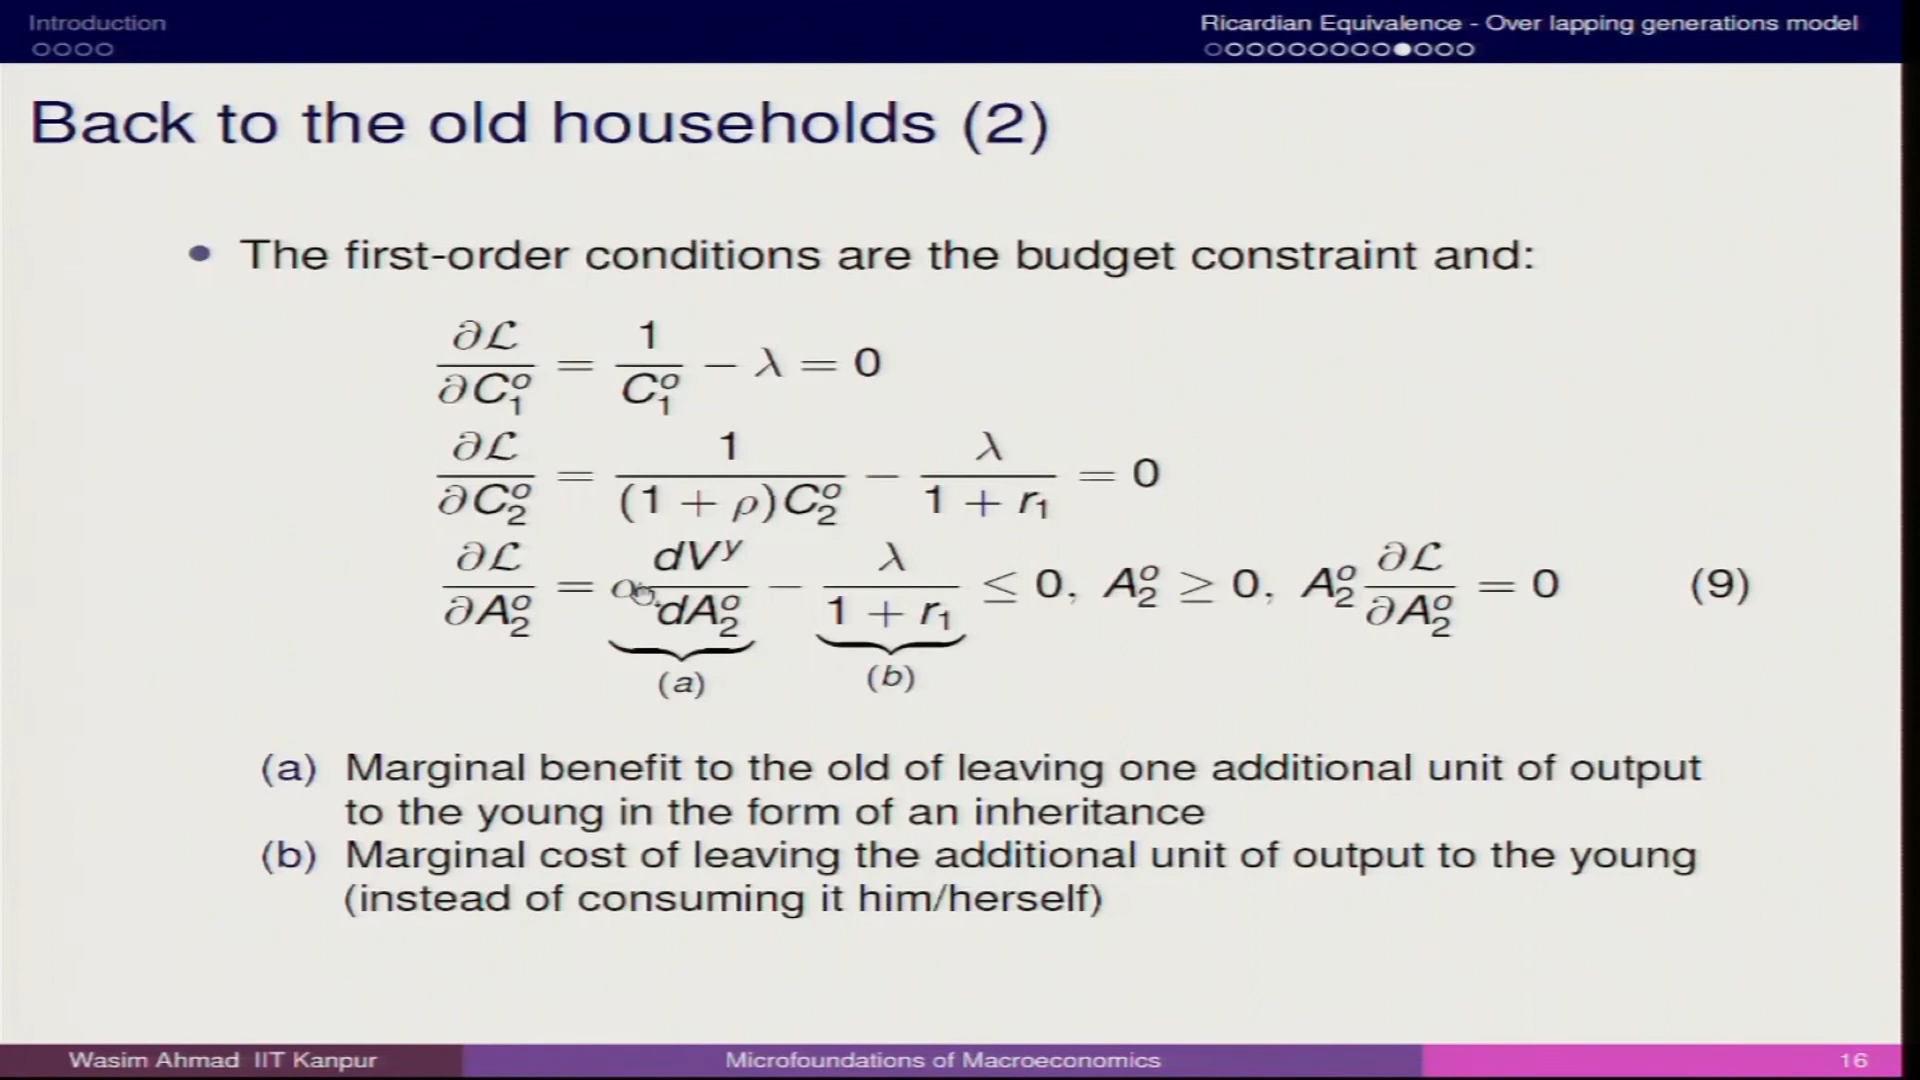 Introduction
Ricardian Equivalence - Over lapping generations model
Back to the old households (2)
• The first-order conditions are the budget constraint and:
∂ℒ/∂C₁ᵒ = 1/C₁ᵒ − λ = 0
∂ℒ/∂C₂ᵒ = 1/((1 + ρ)C₂ᵒ) − λ/(1 + r₁) = 0
∂ℒ/∂A₂ᵒ = α dVʸ/dA₂ᵒ − λ/(1 + r₁) ≤ 0, A₂ᵒ ≥ 0, A₂ᵒ ∂ℒ/∂A₂ᵒ = 0 (9)
(a) (b)
(a) Marginal benefit to the old of leaving one additional unit of output
to the young in the form of an inheritance
(b) Marginal cost of leaving the additional unit of output to the young
(instead of consuming it him/herself)
Wasim Ahmad IIT Kanpur
Microfoundations of Macroeconomics
16